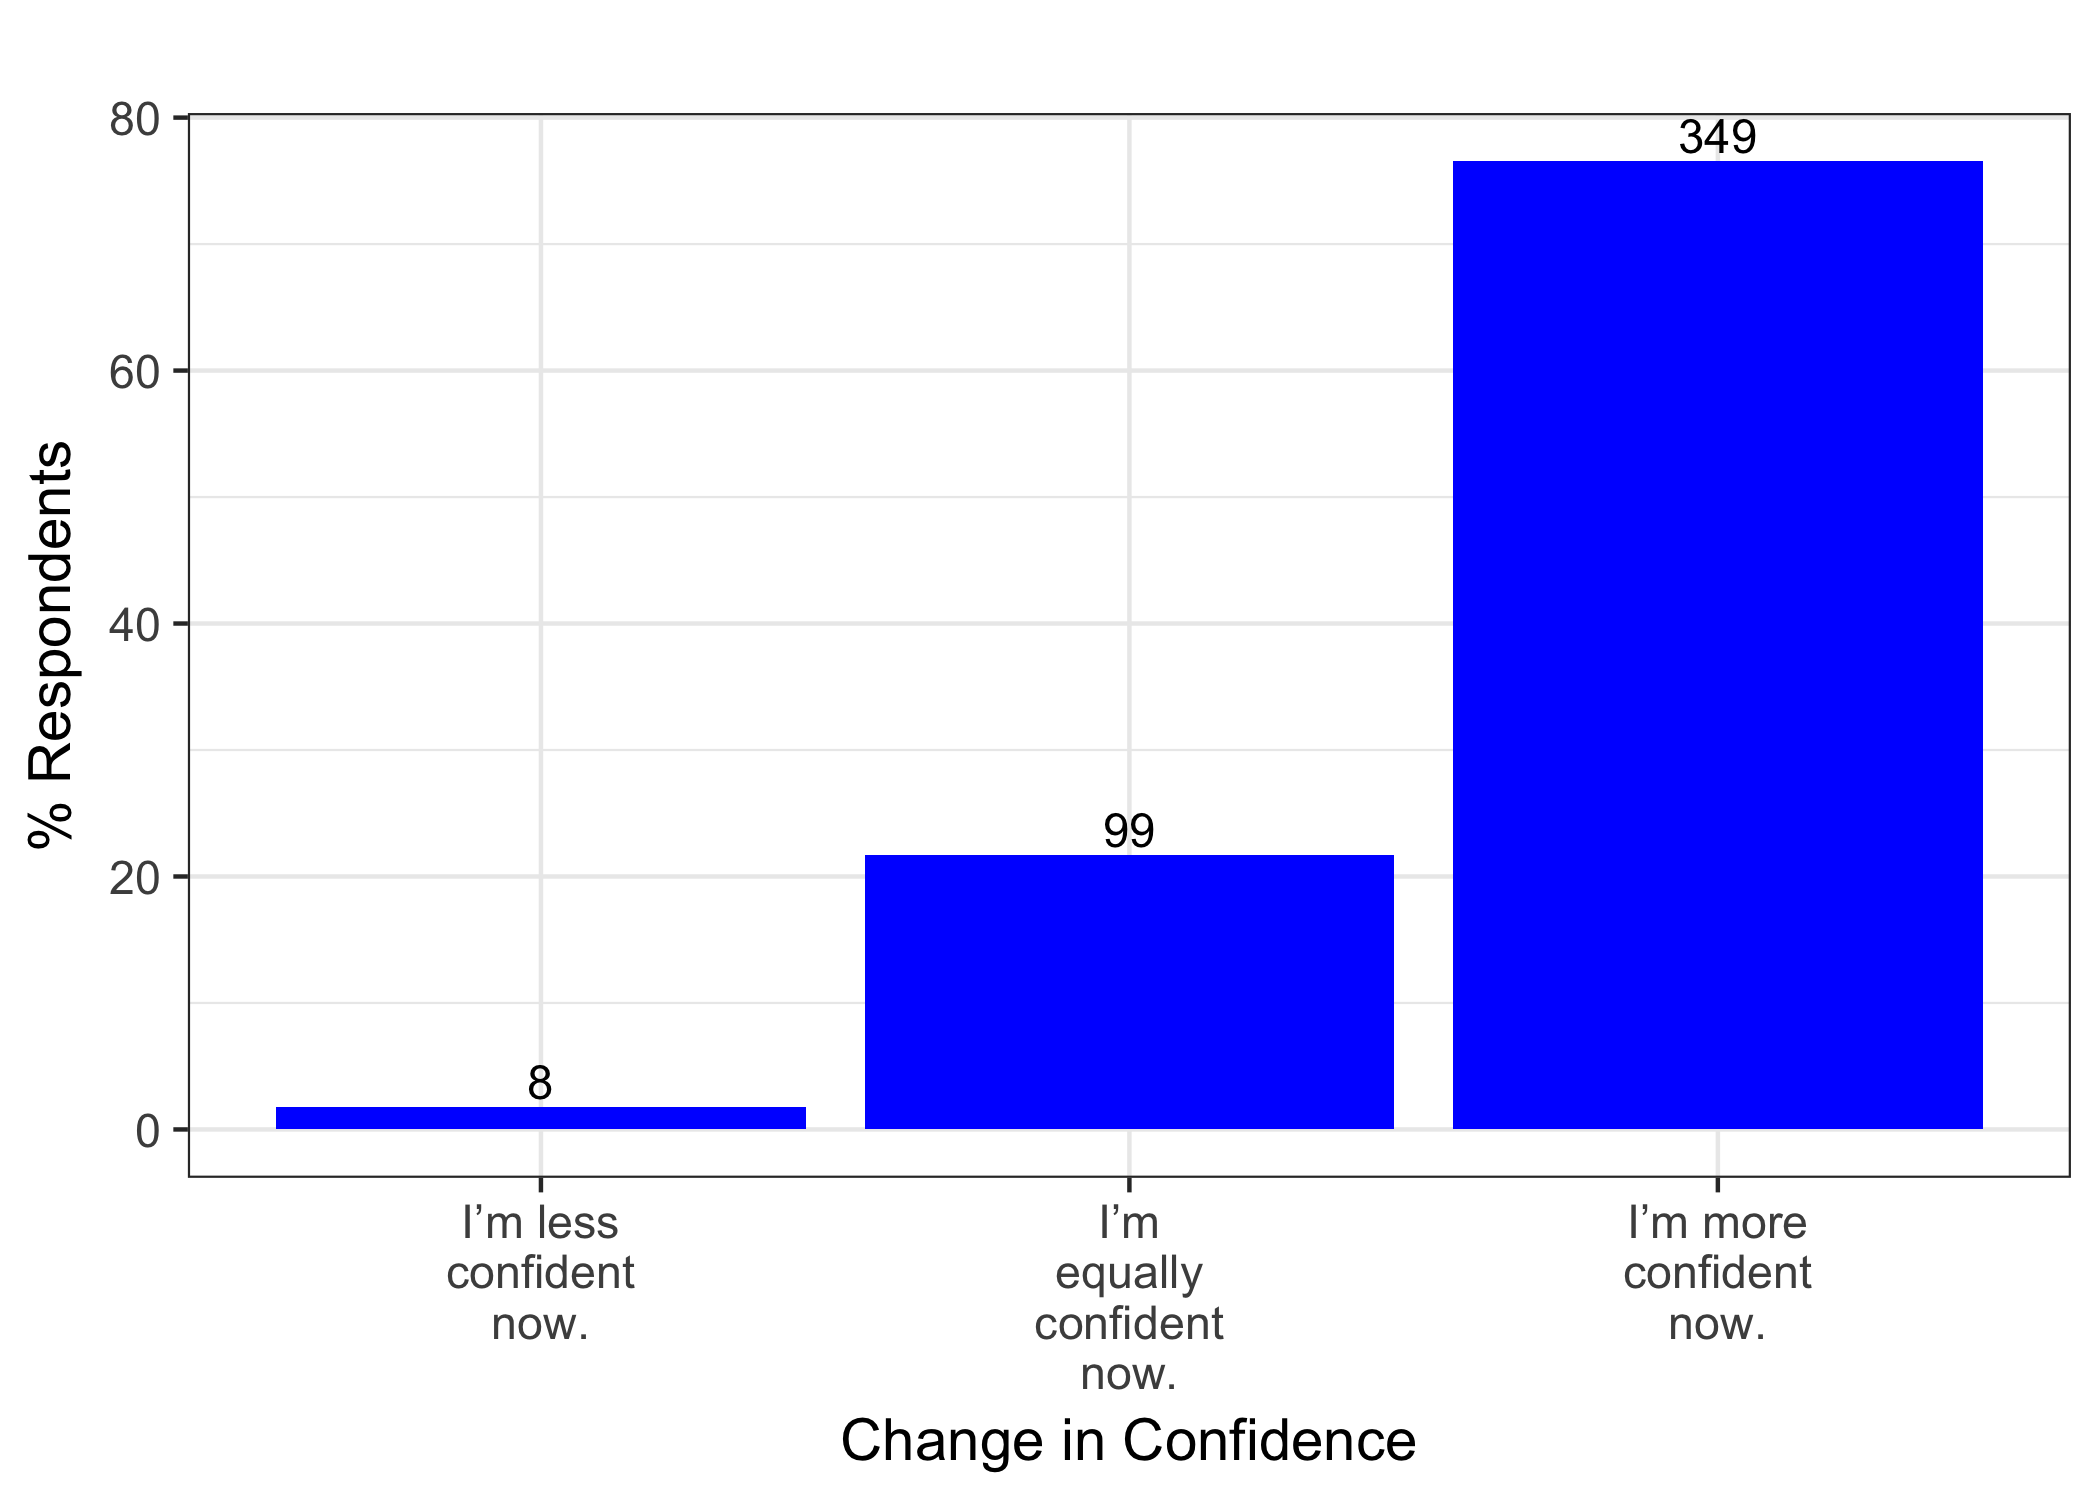 80
60
40
20
0
% Respondents
349
99
8
I’m less
confident
now.
I’m
equally
confident
now.
I’m more
confident
now.
Change in Confidence